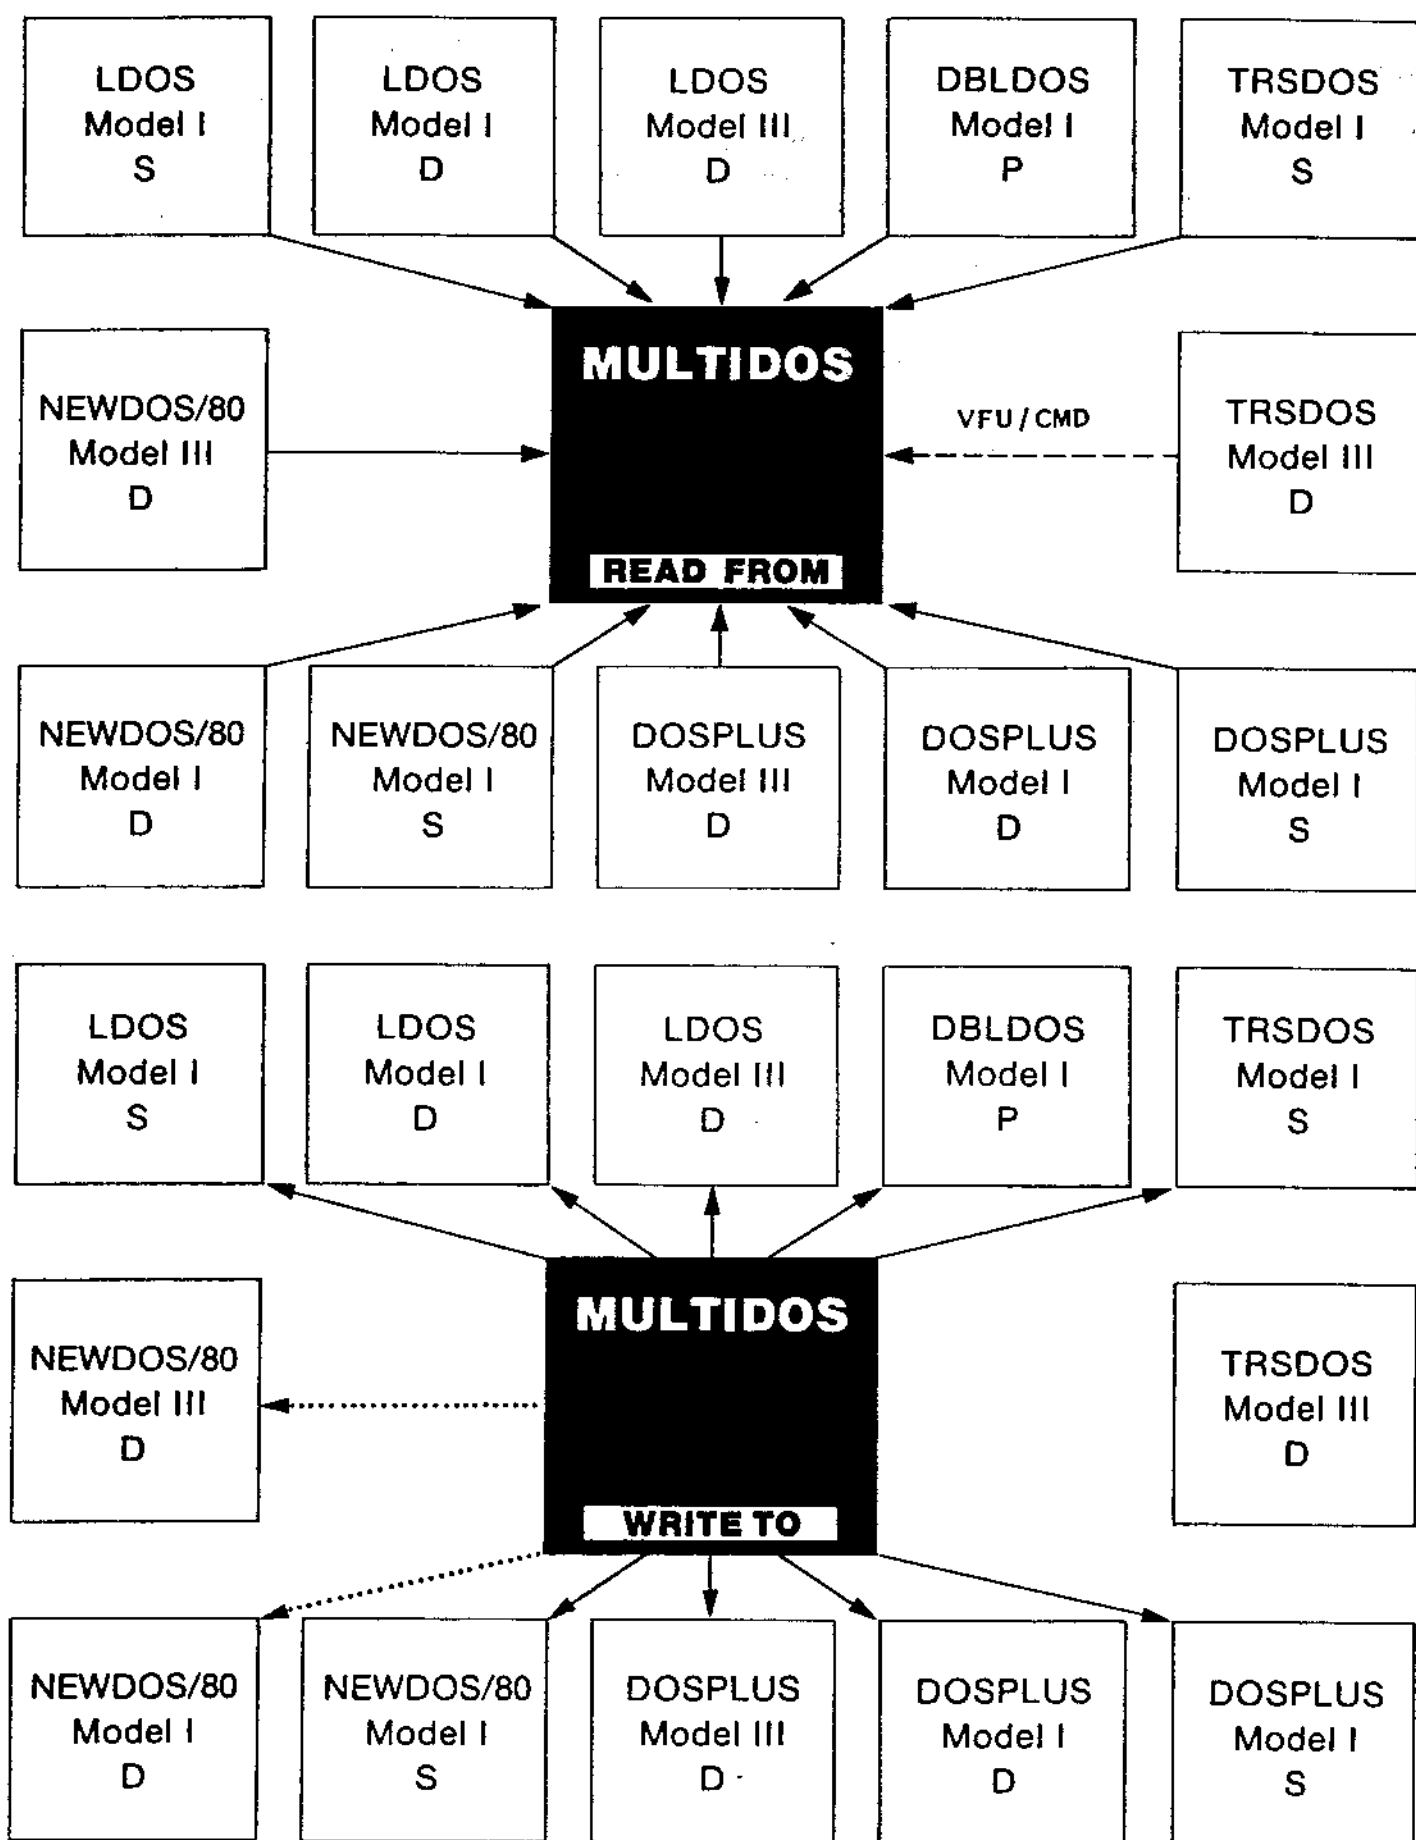 LDOS
Model I
S
LDOS
Model I
D
LDOS
Model III
D
DBLDOS
Model I
P
TRSDOS
Model I
S
NEWDOS/80
Model III
D
MULTIDOS
READ FROM
VFU/CMD
TRSDOS
Model III
D
NEWDOS/80
Model I
D
NEWDOS/80
Model I
S
DOSPLUS
Model III
D
DOSPLUS
Model I
D
DOSPLUS
Model I
S
LDOS
Model I
S
LDOS
Model I
D
LDOS
Model III
D
DBLDOS
Model I
P
TRSDOS
Model I
S
NEWDOS/80
Model III
D
MULTIDOS
WRITE TO
TRSDOS
Model III
D
NEWDOS/80
Model I
D
NEWDOS/80
Model I
S
DOSPLUS
Model III
D
DOSPLUS
Model I
D
DOSPLUS
Model I
S